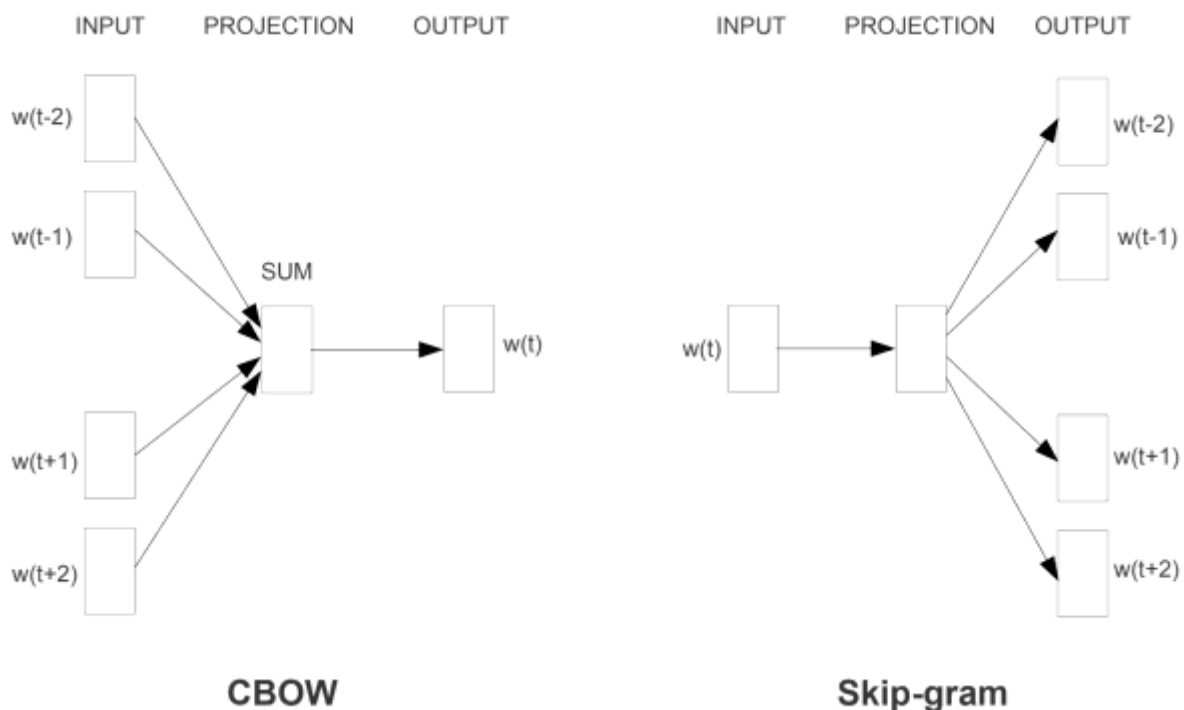 INPUT PROJECTION OUTPUT
w(t-2)
w(t-1)
SUM
w(t)
w(t+1)
w(t+2)
CBOW
INPUT PROJECTION OUTPUT
w(t-2)
w(t-1)
w(t)
w(t+1)
w(t+2)
Skip-gram